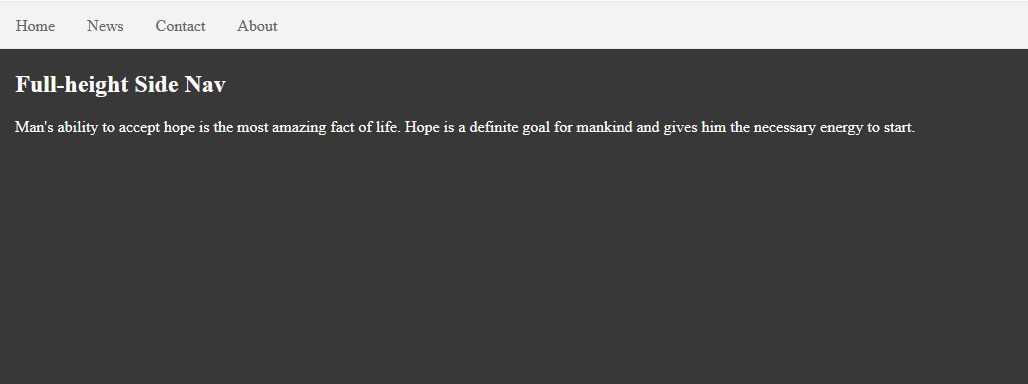 Home News Contact About
Full-height Side Nav
Man's ability to accept hope is the most amazing fact of life. Hope is a definite goal for mankind and gives him the necessary energy to start.